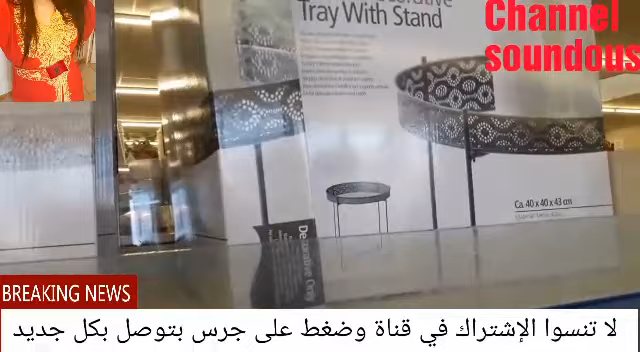 Tray With Stand
Channel
soundous
Ca. 40 x 40 x 43 cm
Decorative Only
BREAKING NEWS
لا تنسوا الإشتراك في قناة وضغط على جرس بتوصل بكل جديد